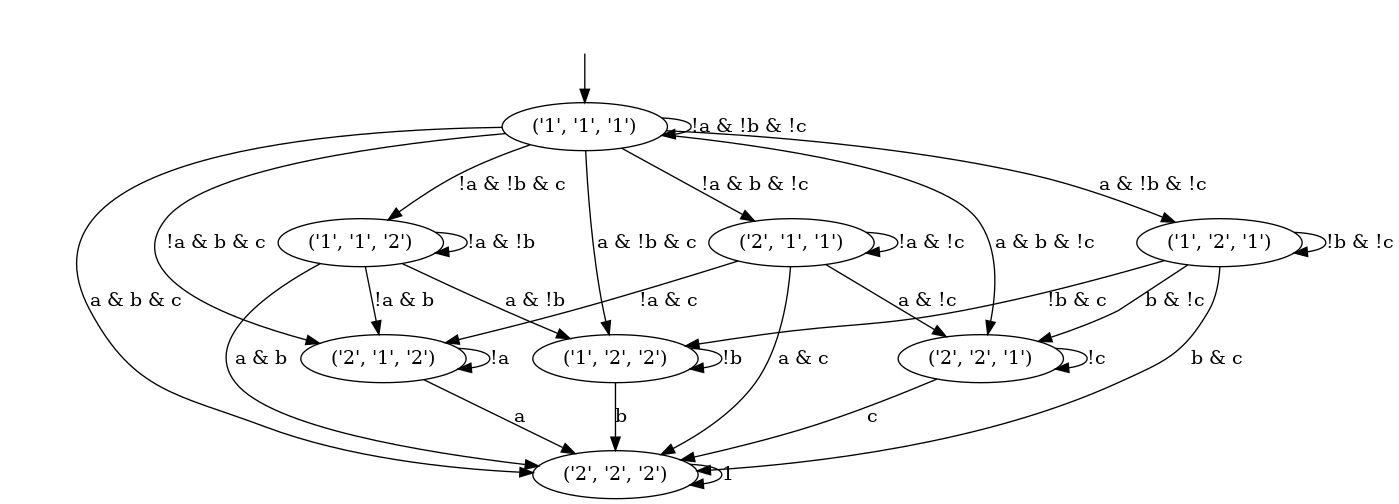 ('1', '1', '1')
!a & !b & !c
!a & !b & c
!a & b & !c
a & !b & !c
!a & b & c
('1', '1', '2')
!a & !b
a & !b & c
('2', '1', '1')
!a & !c
a & b & !c
('1', '2', '1')
!b & !c
a & b & c
!a & b
a & !b
!a & c
a & !c
!b & c
b & !c
a & b
('2', '1', '2')
!a
('1', '2', '2')
!b
a & c
('2', '2', '1')
!c
b & c
a
b
c
('2', '2', '2')
1